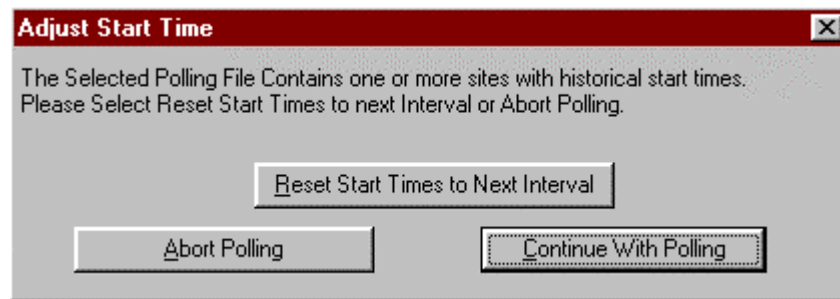 Adjust Start Time
The Selected Polling File Contains one or more sites with historical start times.
Please Select Reset Start Times to next Interval or Abort Polling.
Reset Start Times to Next Interval
Abort Polling
Continue With Polling